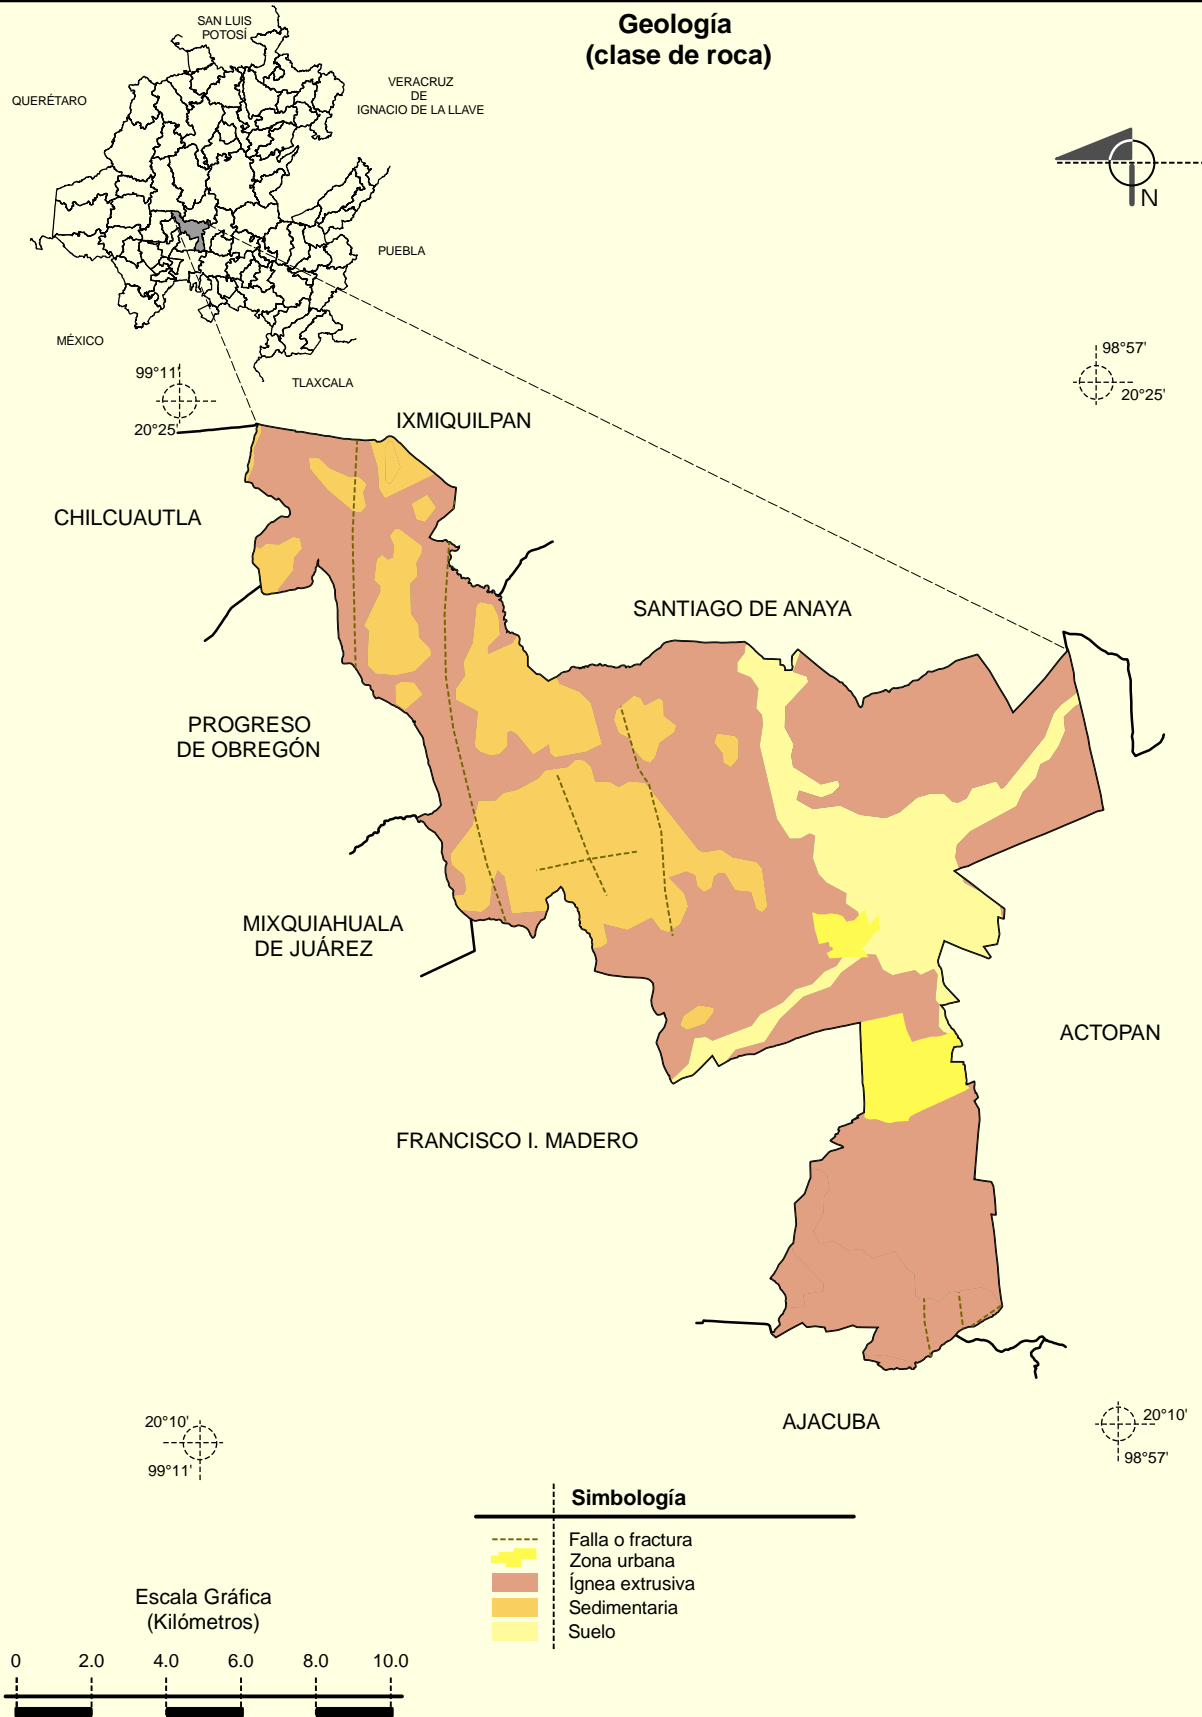 Geología
(clase de roca)
SAN LUIS
POTOSÍ
QUERÉTARO
VERACRUZ
DE
IGNACIO DE LA LLAVE
PUEBLA
MÉXICO
TLAXCALA
N
99°11'
20°25'
98°57'
20°25'
IXMIQUILPAN
CHILCUAUTLA
SANTIAGO DE ANAYA
PROGRESO
DE OBREGÓN
MIXQUIAHUALA
DE JUÁREZ
ACTOPAN
FRANCISCO I. MADERO
AJACUBA
20°10'
99°11'
20°10'
98°57'
Simbología
Falla o fractura
Zona urbana
Ígnea extrusiva
Sedimentaria
Suelo
Escala Gráfica
(Kilómetros)
0 2.0 4.0 6.0 8.0 10.0